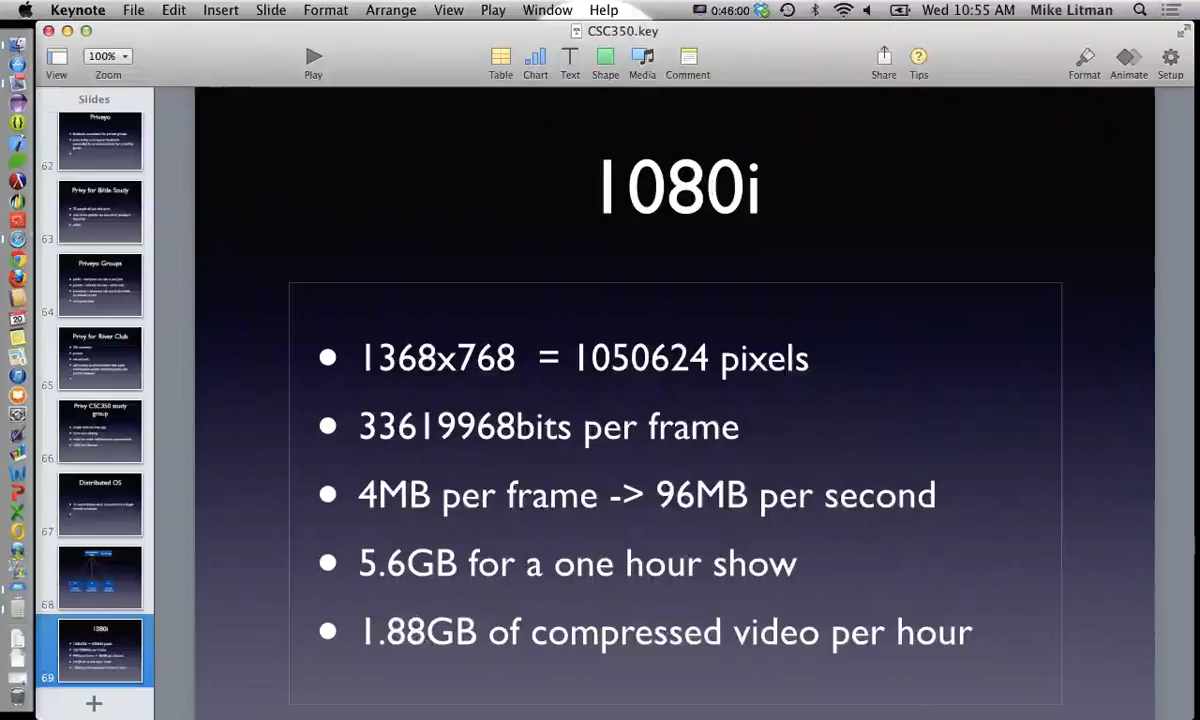 Keynote File Edit Insert Slide Format Arrange View Play Window Help 0:46:00 Wed 10:55 AM Mike Litman
CSC350.key
100%
View Zoom Play Table Chart Text Shape Media Comment Share Tips Format Animate Setup
Slides
Priveyo
62
Privy for Bible Study
63
Priveyo Groups
64
Privy for River Club
65
Privy CSC350 study
group
66
Distributed OS
67
68
1080i
69
1080i
• 1368x768 = 1050624 pixels
• 33619968bits per frame
• 4MB per frame -> 96MB per second
• 5.6GB for a one hour show
• 1.88GB of compressed video per hour